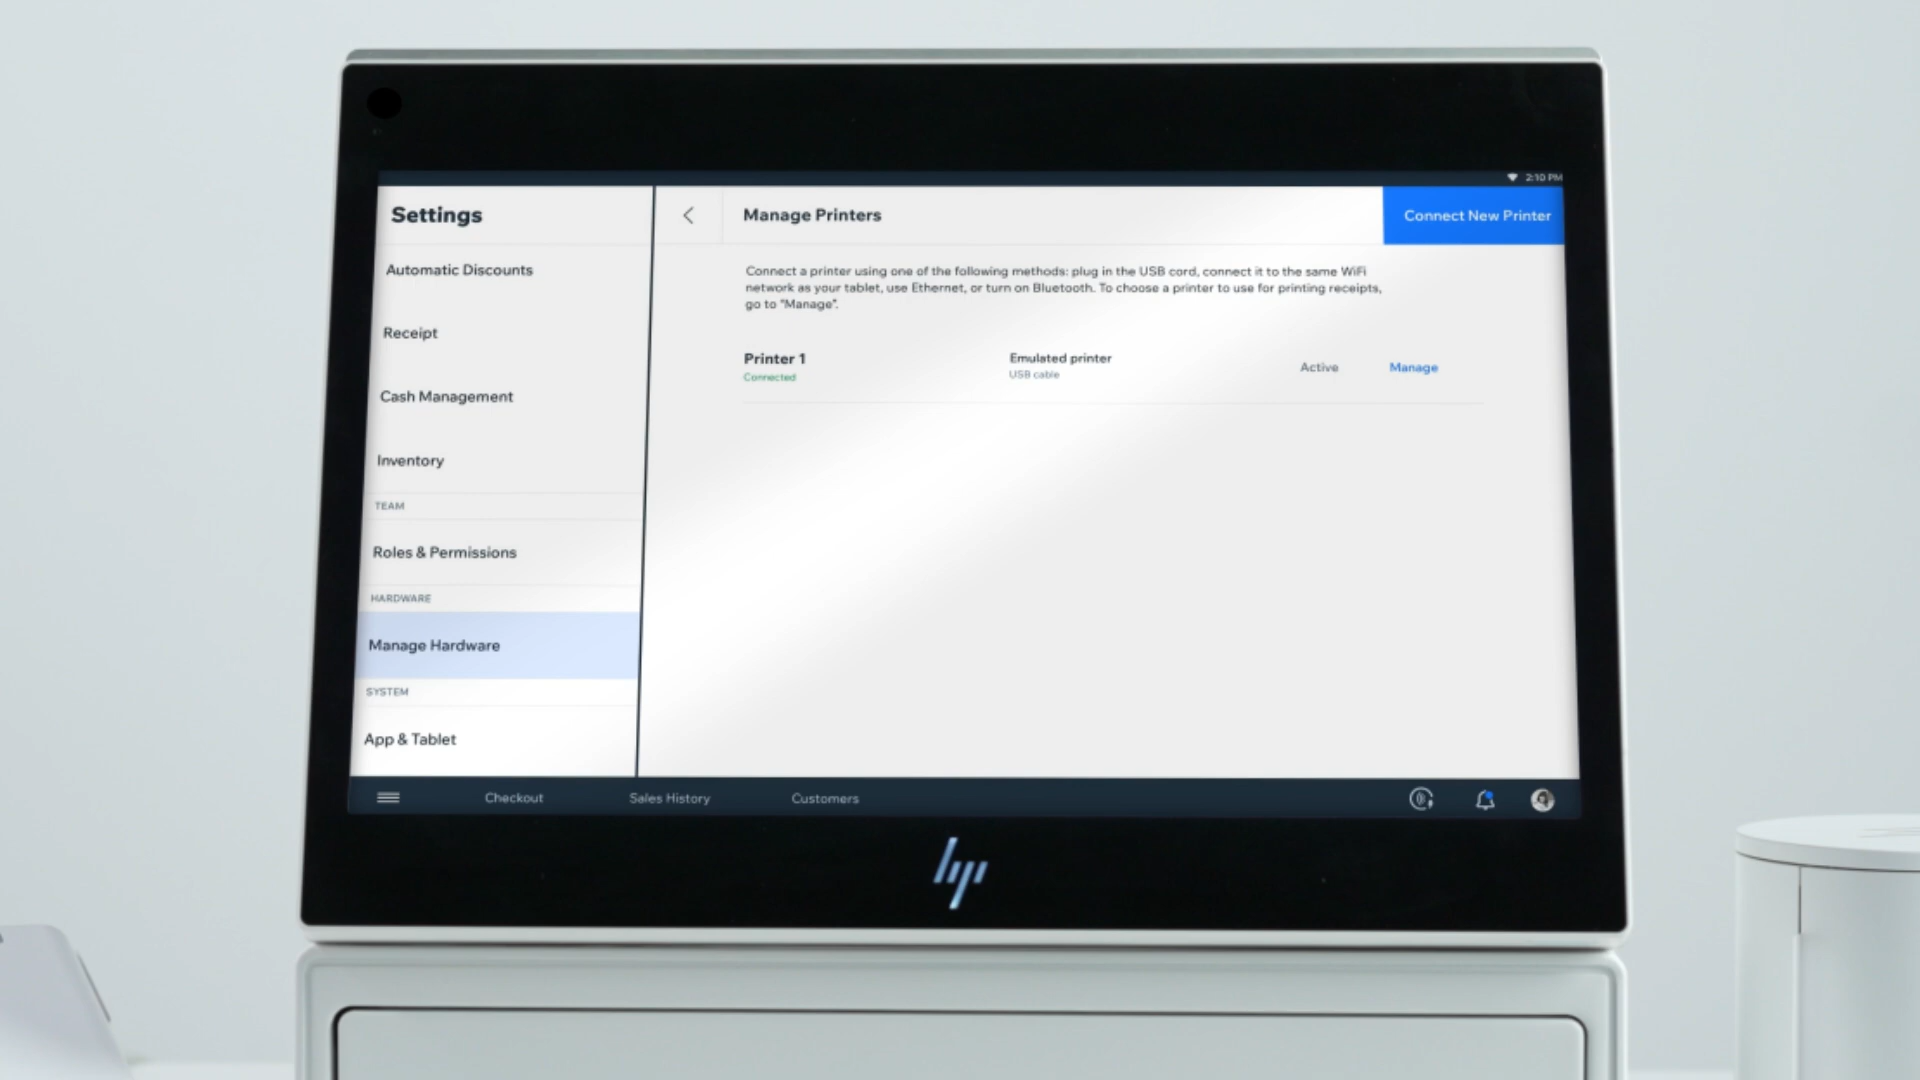 2:10 PM
Settings
Manage Printers
Connect New Printer
Automatic Discounts
Receipt
Cash Management
Inventory
TEAM
Roles & Permissions
HARDWARE
Manage Hardware
SYSTEM
App & Tablet
Connect a printer using one of the following methods: plug in the USB cord, connect it to the same WiFi
network as your tablet, use Ethernet, or turn on Bluetooth. To choose a printer to use for printing receipts,
go to "Manage".
Printer 1
Connected
Emulated printer
USB cable
Active
Manage
Checkout
Sales History
Customers
hp